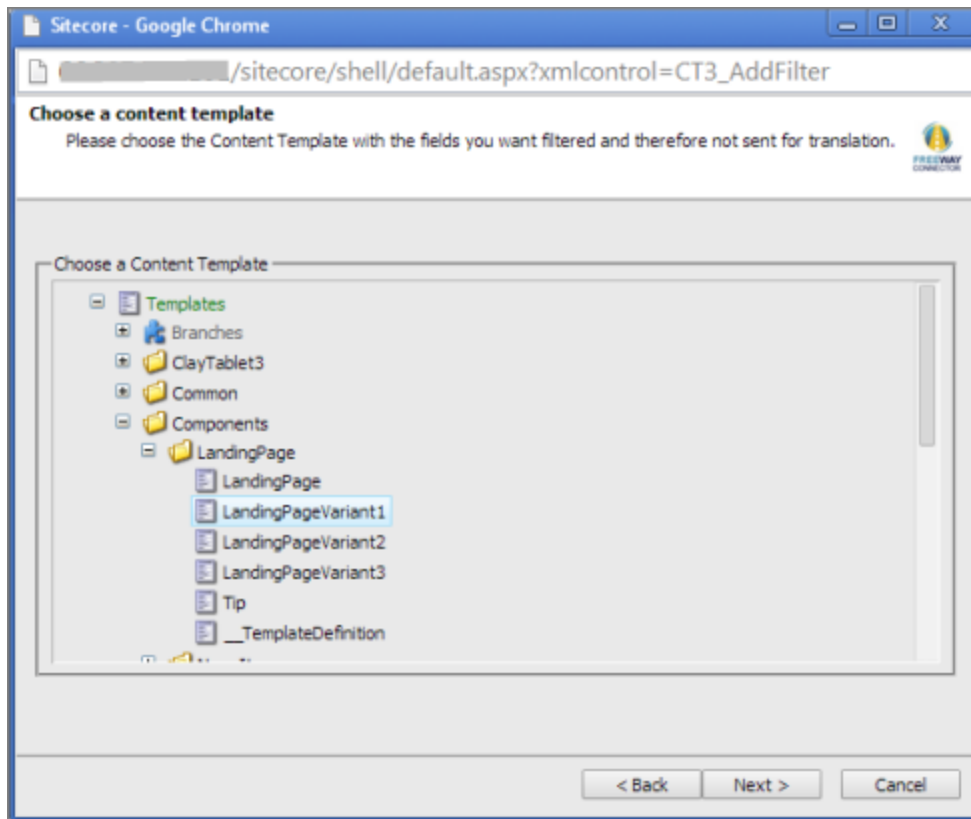 Sitecore - Google Chrome
/sitecore/shell/default.aspx?xmlcontrol=CT3_AddFilter
Choose a content template
Please choose the Content Template with the fields you want filtered and therefore not sent for translation.
FREEWAY
CONNECTOR
Choose a Content Template
Templates
Branches
ClayTablet3
Common
Components
LandingPage
LandingPage
LandingPageVariant1
LandingPageVariant2
LandingPageVariant3
Tip
__TemplateDefinition
< Back
Next >
Cancel